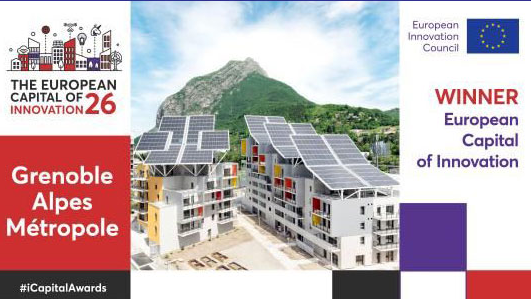 THE EUROPEAN
CAPITAL OF
INNOVATION 26
Grenoble
Alpes
Métropole
#iCapitalAwards
European
Innovation
Council
WINNER
European
Capital
of Innovation